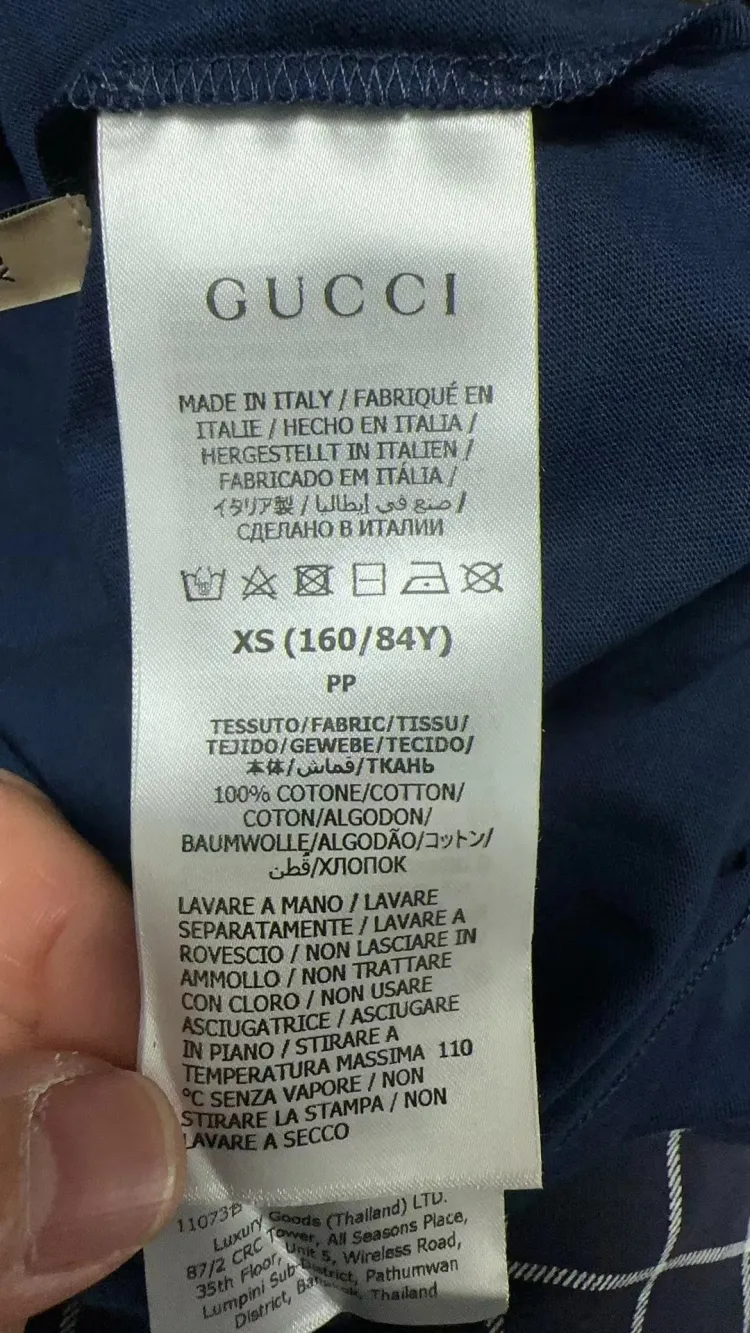 GUCCI
MADE IN ITALY / FABRIQUÉ EN
ITALIE / HECHO EN ITALIA /
HERGESTELLT IN ITALIEN /
FABRICADO EM ITÁLIA /
イタリア製 / صنع في إيطاليا /
СДЕЛАНО В ИТАЛИИ
XS (160/84Y)
PP
TESSUTO/FABRIC/TISSU/
TEJIDO/GEWEBE/TECIDO/
本体/قماش/ТКАНЬ
100% COTONE/COTTON/
COTON/ALGODON/
BAUMWOLLE/ALGODÃO/コットン/
قُطن/ХЛОПОК
LAVARE A MANO / LAVARE
SEPARATAMENTE / LAVARE A
ROVESCIO / NON LASCIARE IN
AMMOLLO / NON TRATTARE
CON CLORO / NON USARE
ASCIUGATRICE / ASCIUGARE
IN PIANO / STIRARE A
TEMPERATURA MASSIMA 110
°C SENZA VAPORE / NON
STIRARE LA STAMPA / NON
LAVARE A SECCO
Luxury Goods (Thailand) LTD.
87/2 CRC Tower, All Seasons Place,
35th Floor, Unit 5, Wireless Road,
Lumpini Sub-District, Pathumwan
District, Thailand